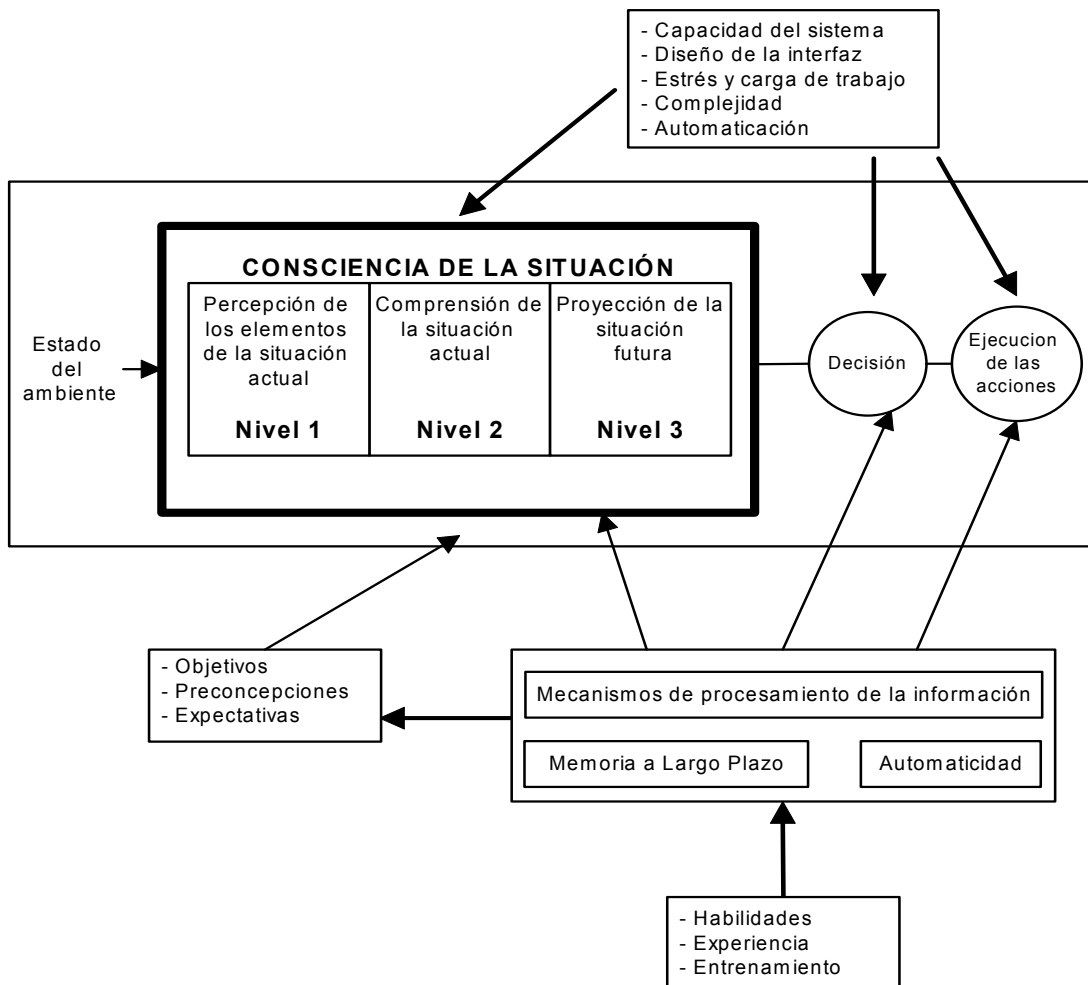 - Capacidad del sistema
- Diseño de la interfaz
- Estrés y carga de trabajo
- Complejidad
- Automaticación
CONSCIENCIA DE LA SITUACIÓN
Percepción de
los elementos
de la situación
actual
Nivel 1
Comprensión de
la situación
actual
Nivel 2
Proyección de la
situación
futura
Nivel 3
Estado
del
ambiente
Decisión
Ejecucion
de las
acciones
- Objetivos
- Preconcepciones
- Expectativas
Mecanismos de procesamiento de la información
Memoria a Largo Plazo
Automaticidad
- Habilidades
- Experiencia
- Entrenamiento